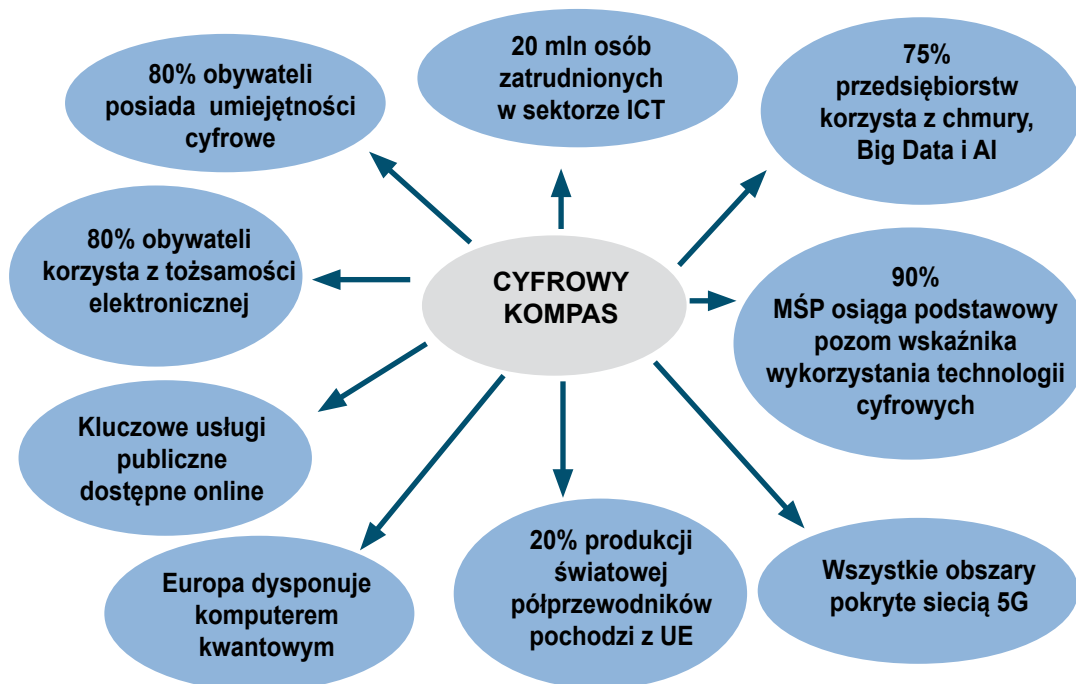 80% obywateli
posiada umiejętności
cyfrowe
20 mln osób
zatrudnionych
w sektorze ICT
75%
przedsiębiorstw
korzysta z chmury,
Big Data i AI
80% obywateli
korzysta z tożsamości
elektronicznej
CYFROWY
KOMPAS
90%
MŚP osiąga podstawowy
pozom wskaźnika
wykorzystania technologii
cyfrowych
Kluczowe usługi
publiczne
dostępne online
Europa dysponuje
komputerem
kwantowym
20% produkcji
światowej
półprzewodników
pochodzi z UE
Wszystkie obszary
pokryte siecią 5G